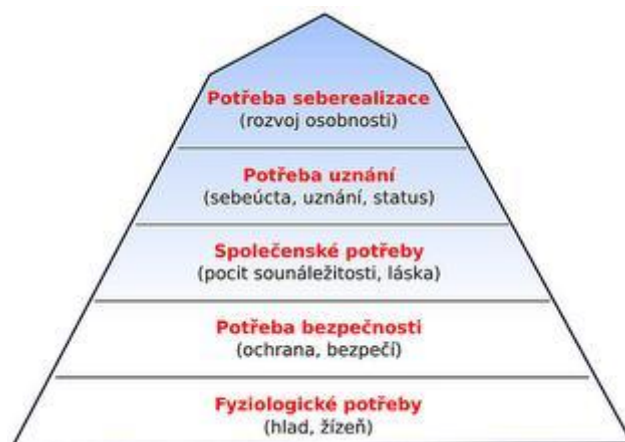 Potřeba seberealizace
(rozvoj osobnosti)
Potřeba uznání
(sebeúcta, uznání, status)
Společenské potřeby
(pocit sounáležitosti, láska)
Potřeba bezpečnosti
(ochrana, bezpečí)
Fyziologické potřeby
(hlad, žízeň)